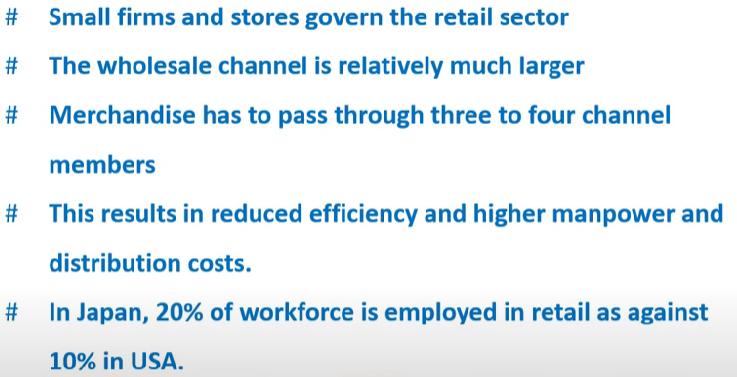 # Small firms and stores govern the retail sector
# The wholesale channel is relatively much larger
# Merchandise has to pass through three to four channel
members
# This results in reduced efficiency and higher manpower and
distribution costs.
# In Japan, 20% of workforce is employed in retail as against
10% in USA.